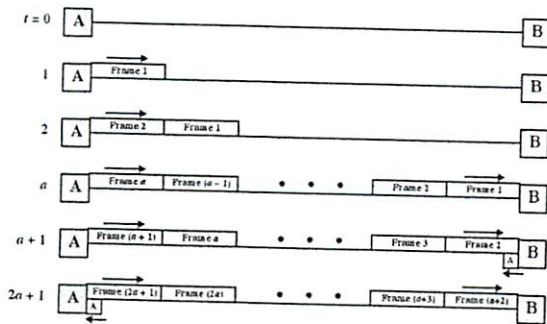 t = 0 A B
1 A Frame 1 B
2 A Frame 2 Frame 1 B
a A Frame a Frame (a – 1) • • • Frame 2 Frame 1 B
a + 1 A Frame (a + 1) Frame a • • • Frame 3 Frame 2 B
A
2a + 1 A Frame (2a + 1) Frame (2a) • • • Frame (a+3) Frame (a+2) B
A